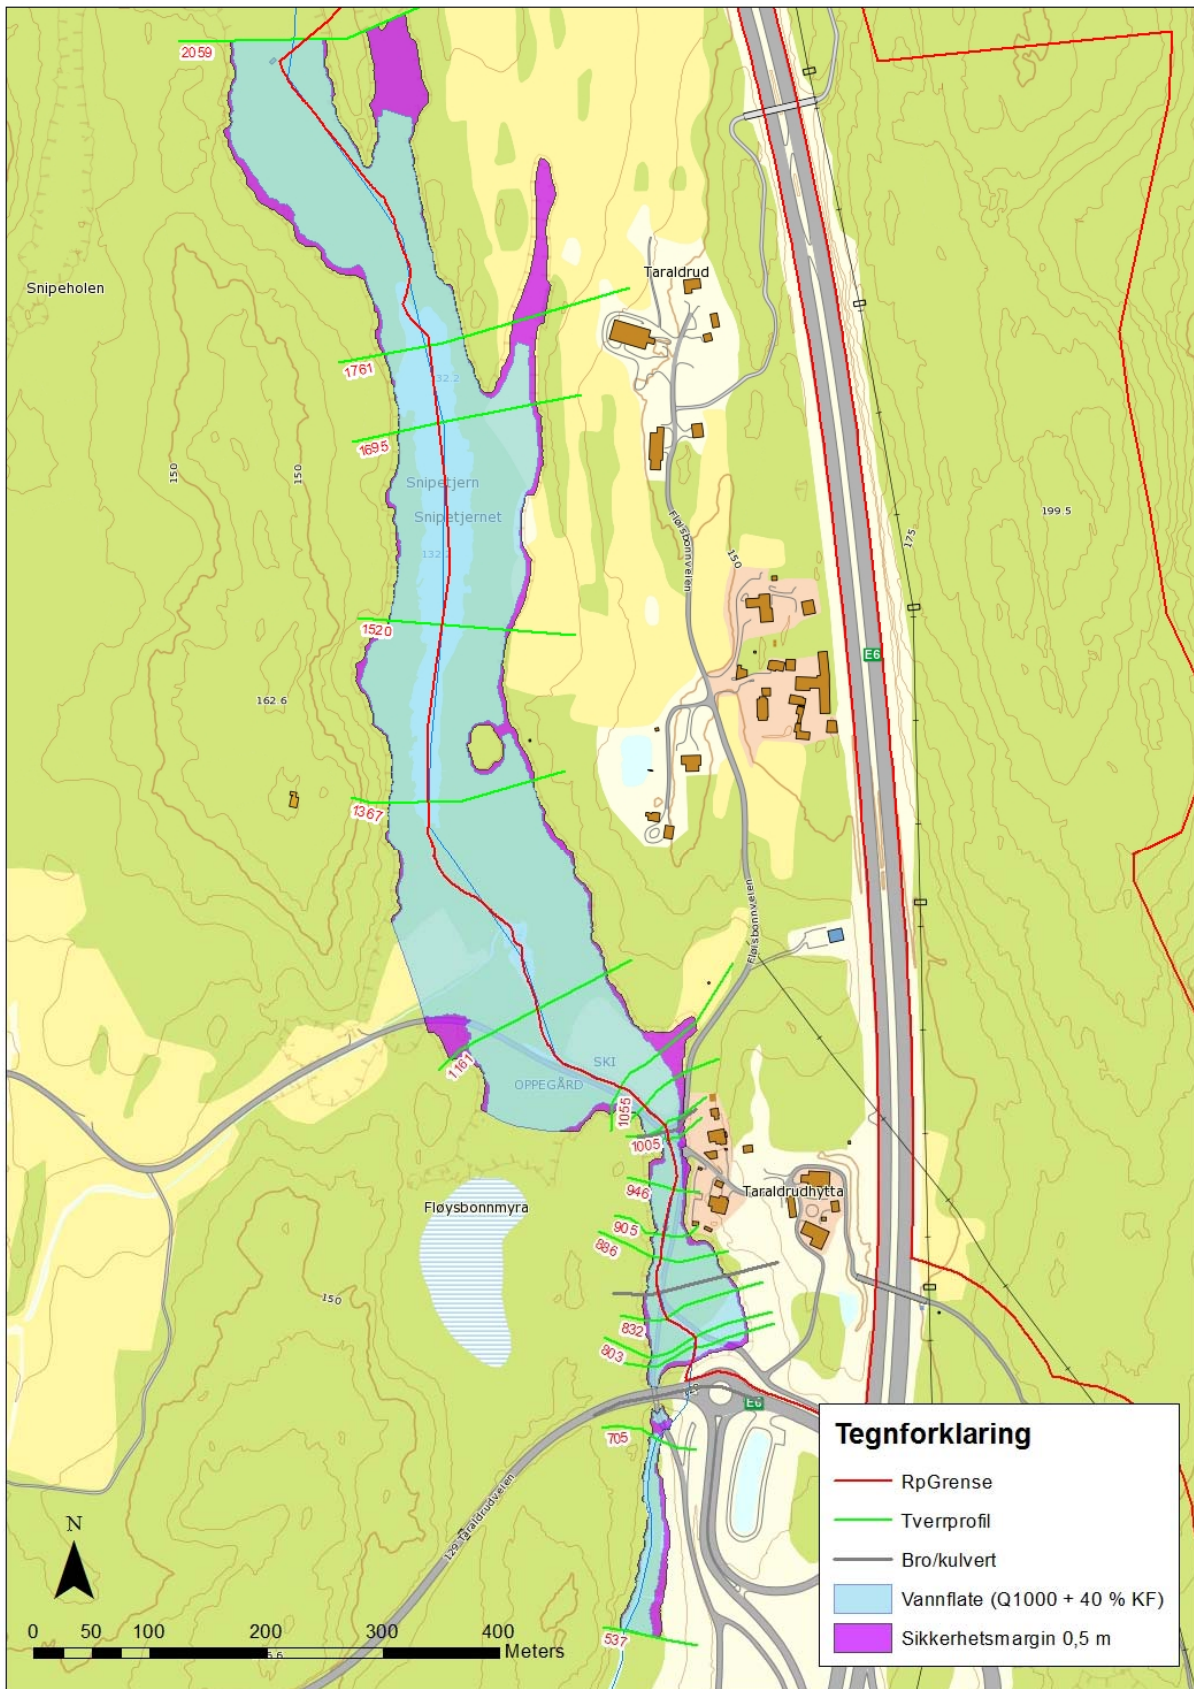 2059
Snipeholen
Taraldrud
1761
132.2
1695
150
150
Snipetjern
Snipetjernet
199.5
175
Fløisbonnveien
150
1520
E6
162.6
1367
Fløisbonnveien
1161
SKI
OPPEGÅRD
1055
1005
946
Taraldrudhytta
Fløysbonnmyra
905
886
150
832
803
E6
705
129 Taraldrudveien
537
Tegnforklaring
RpGrense
Tverrprofil
Bro/kulvert
Vannflate (Q1000 + 40 % KF)
Sikkerhetsmargin 0,5 m
N
0 50 100 200 300 400
Meters